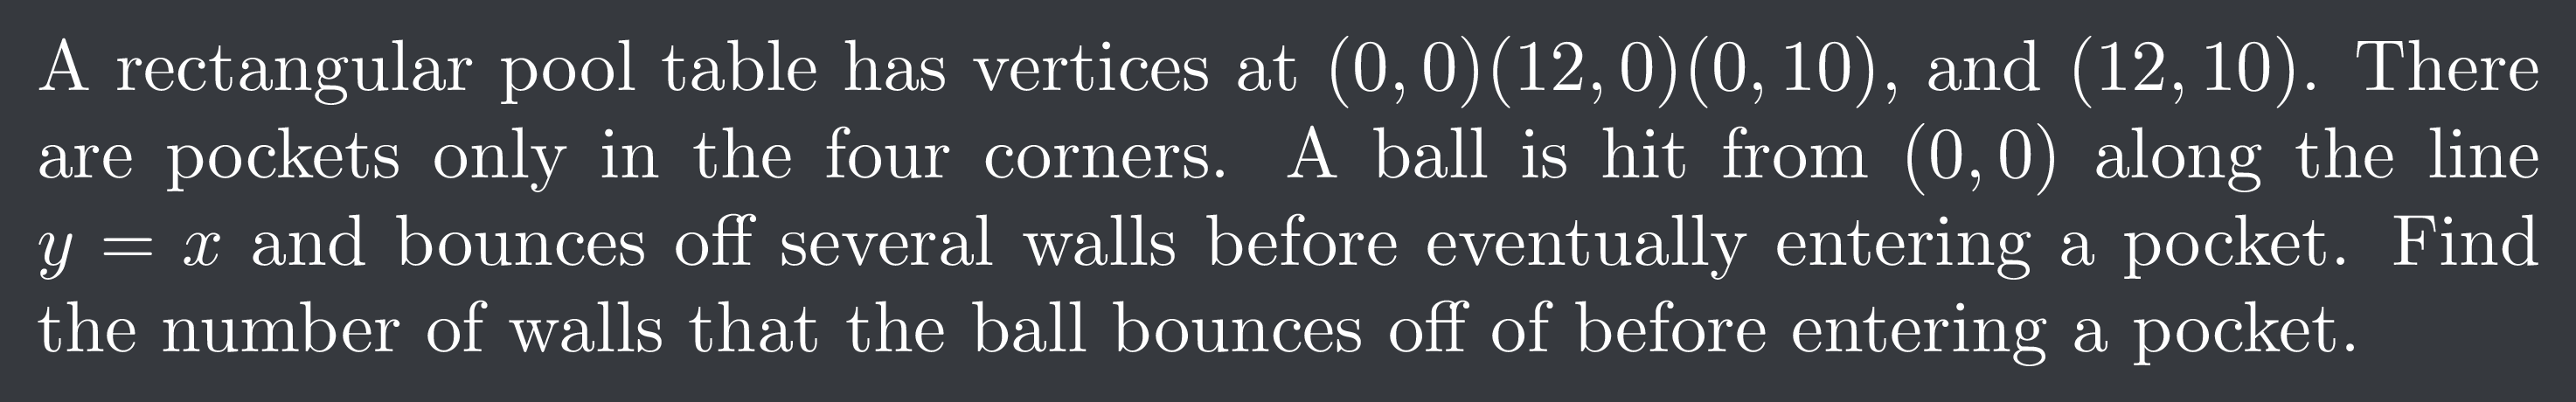 A rectangular pool table has vertices at (0, 0)(12, 0)(0, 10), and (12, 10). There
are pockets only in the four corners. A ball is hit from (0, 0) along the line
y = x and bounces off several walls before eventually entering a pocket. Find
the number of walls that the ball bounces off of before entering a pocket.